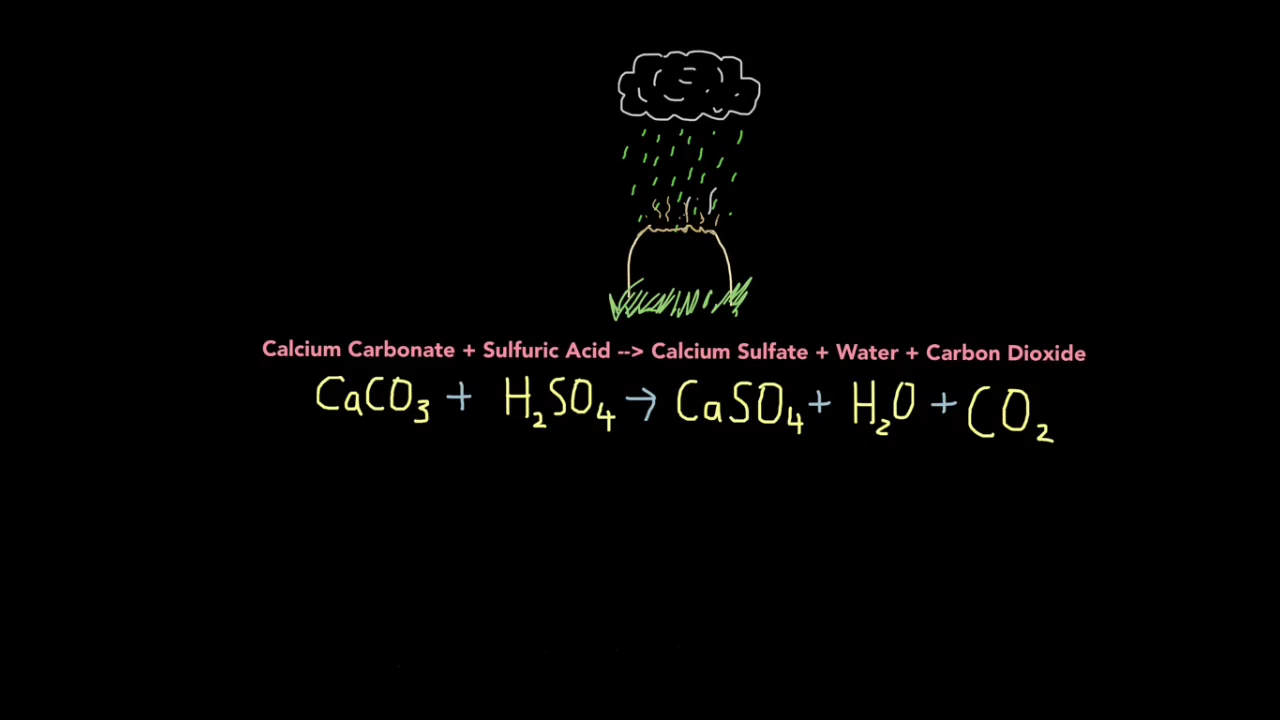 Calcium Carbonate + Sulfuric Acid --> Calcium Sulfate + Water + Carbon Dioxide
CaCO₃ + H₂SO₄ → CaSO₄ + H₂O + CO₂